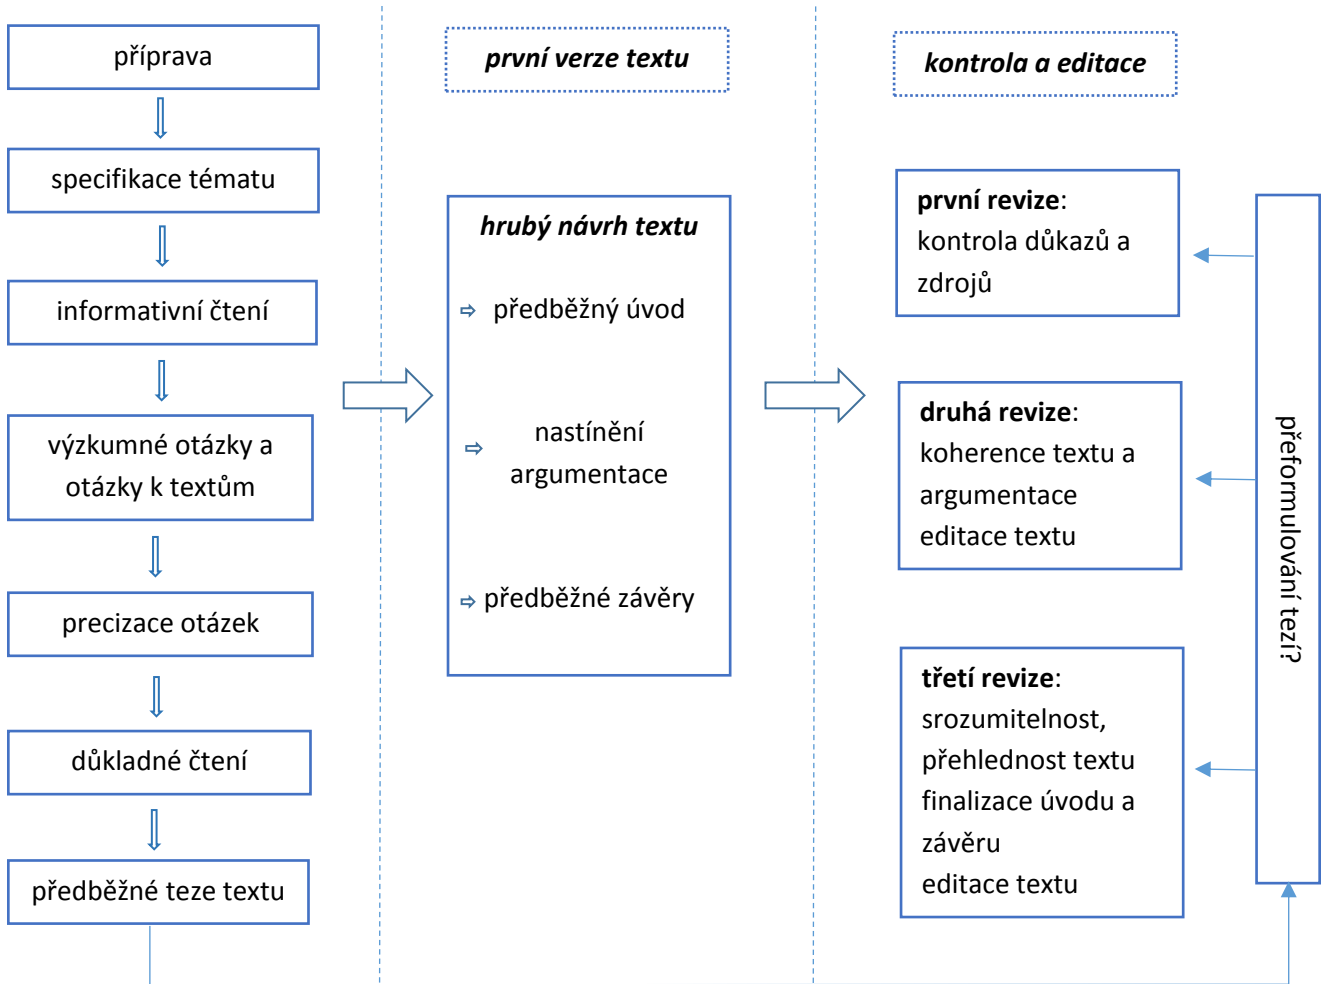 příprava
specifikace tématu
informativní čtení
výzkumné otázky a
otázky k textům
precizace otázek
důkladné čtení
předběžné teze textu
první verze textu
hrubý návrh textu
předběžný úvod
nastínění
argumentace
předběžné závěry
kontrola a editace
první revize:
kontrola důkazů a
zdrojů
druhá revize:
koherence textu a
argumentace
editace textu
třetí revize:
srozumitelnost,
přehlednost textu
finalizace úvodu a
závěru
editace textu
přeformulování tezí?